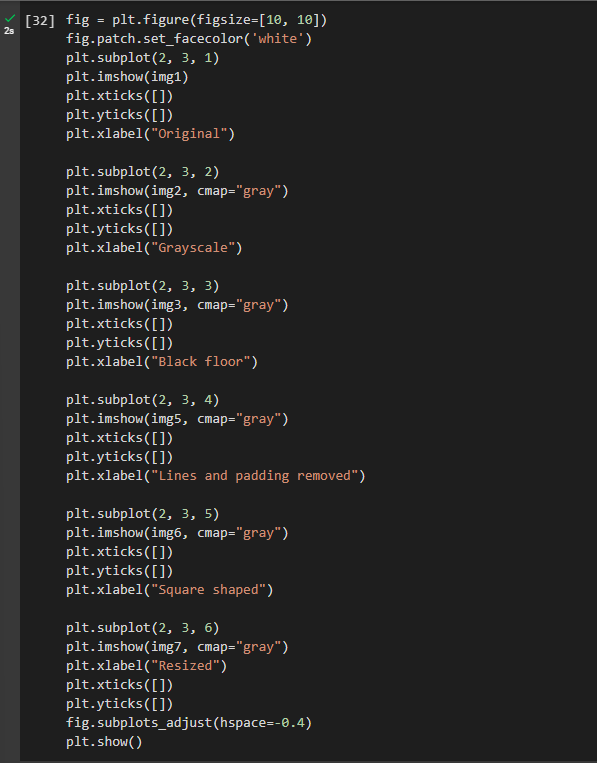 [32] fig = plt.figure(figsize=[10, 10])
2s
fig.patch.set_facecolor('white')
plt.subplot(2, 3, 1)
plt.imshow(img1)
plt.xticks([])
plt.yticks([])
plt.xlabel("Original")

plt.subplot(2, 3, 2)
plt.imshow(img2, cmap="gray")
plt.xticks([])
plt.yticks([])
plt.xlabel("Grayscale")

plt.subplot(2, 3, 3)
plt.imshow(img3, cmap="gray")
plt.xticks([])
plt.yticks([])
plt.xlabel("Black floor")

plt.subplot(2, 3, 4)
plt.imshow(img5, cmap="gray")
plt.xticks([])
plt.yticks([])
plt.xlabel("Lines and padding removed")

plt.subplot(2, 3, 5)
plt.imshow(img6, cmap="gray")
plt.xticks([])
plt.yticks([])
plt.xlabel("Square shaped")

plt.subplot(2, 3, 6)
plt.imshow(img7, cmap="gray")
plt.xlabel("Resized")
plt.xticks([])
plt.yticks([])
fig.subplots_adjust(hspace=-0.4)
plt.show()